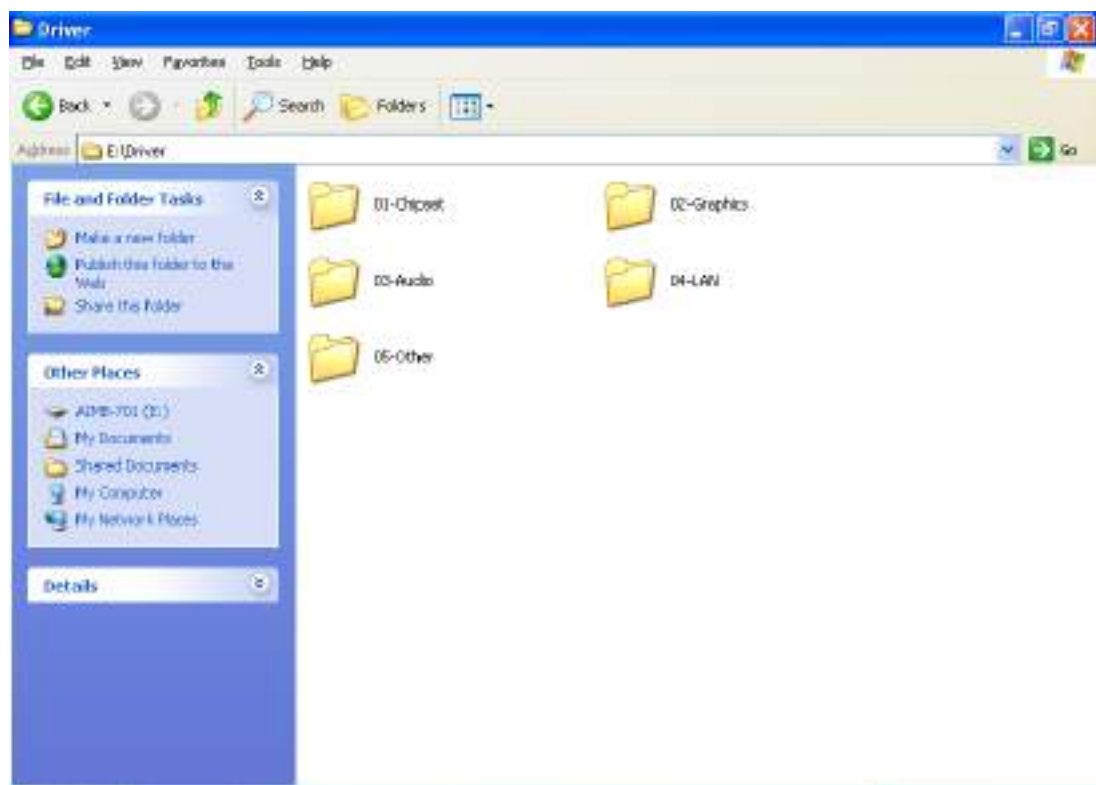 Driver
File Edit View Favorites Tools Help
Back Search Folders
Address E:\Driver Go
File and Folder Tasks
Make a new folder
Publish this folder to the
Web
Share this folder
Other Places
AIMB-701 (E:)
My Documents
Shared Documents
My Computer
My Network Places
Details
01-Chipset 02-Graphics
03-Audio 04-LAN
05-Other